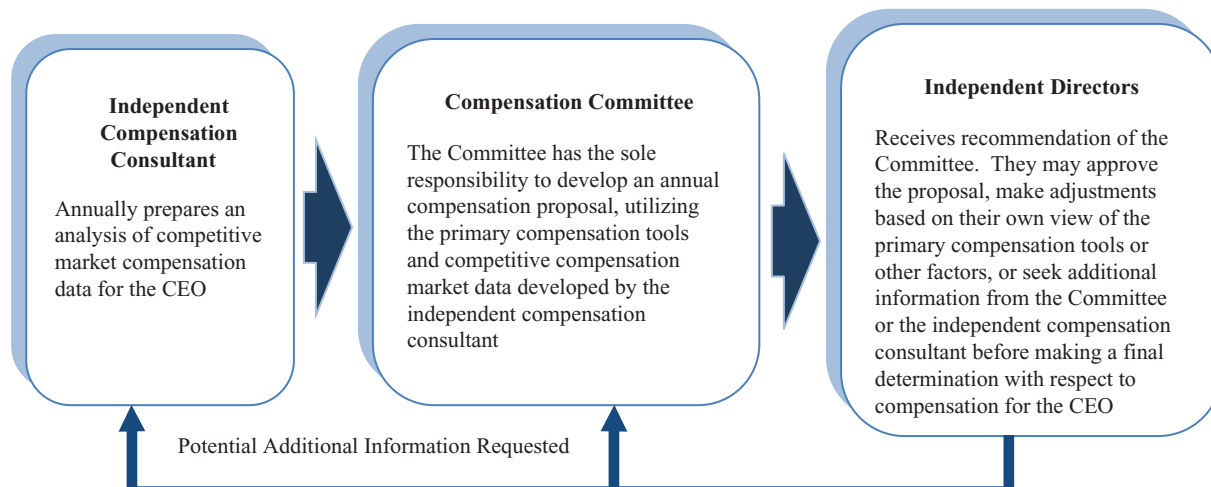 Independent
Compensation
Consultant
Annually prepares an
analysis of competitive
market compensation
data for the CEO
Compensation Committee
The Committee has the sole
responsibility to develop an annual
compensation proposal, utilizing
the primary compensation tools
and competitive compensation
market data developed by the
independent compensation
consultant
Independent Directors
Receives recommendation of the
Committee.  They may approve
the proposal, make adjustments
based on their own view of the
primary compensation tools or
other factors, or seek additional
information from the Committee
or the independent compensation
consultant before making a final
determination with respect to
compensation for the CEO
Potential Additional Information Requested